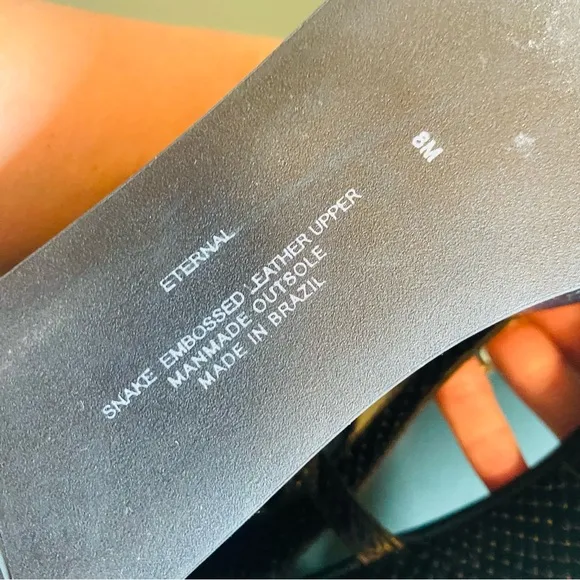 8M
ETERNAL
SNAKE EMBOSSED LEATHER UPPER
MANMADE OUTSOLE
MADE IN BRAZIL